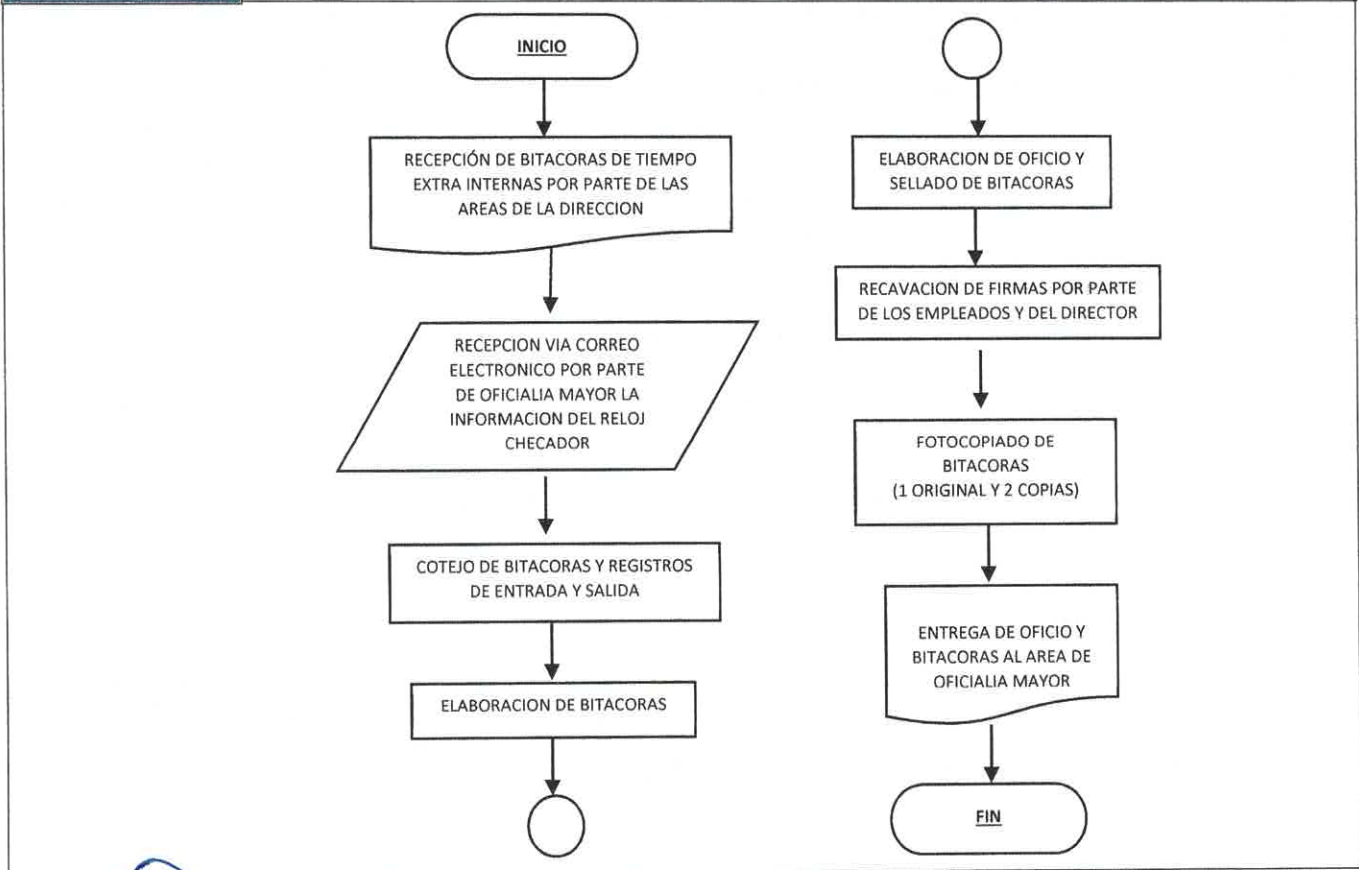 INICIO
RECEPCIÓN DE BITACORAS DE TIEMPO
EXTRA INTERNAS POR PARTE DE LAS
AREAS DE LA DIRECCION
RECEPCION VIA CORREO
ELECTRONICO POR PARTE
DE OFICIALIA MAYOR LA
INFORMACION DEL RELOJ
CHECADOR
COTEJO DE BITACORAS Y REGISTROS
DE ENTRADA Y SALIDA
ELABORACION DE BITACORAS
ELABORACION DE OFICIO Y
SELLADO DE BITACORAS
RECAVACION DE FIRMAS POR PARTE
DE LOS EMPLEADOS Y DEL DIRECTOR
FOTOCOPIADO DE
BITACORAS
(1 ORIGINAL Y 2 COPIAS)
ENTREGA DE OFICIO Y
BITACORAS AL AREA DE
OFICIALIA MAYOR
FIN